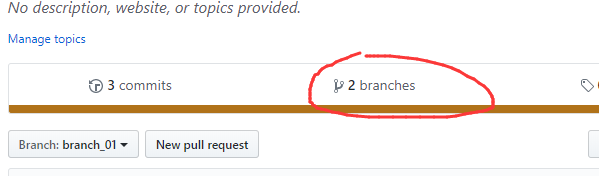 No description, website, or topics provided.
Manage topics
3 commits
2 branches
Branch: branch_01
New pull request